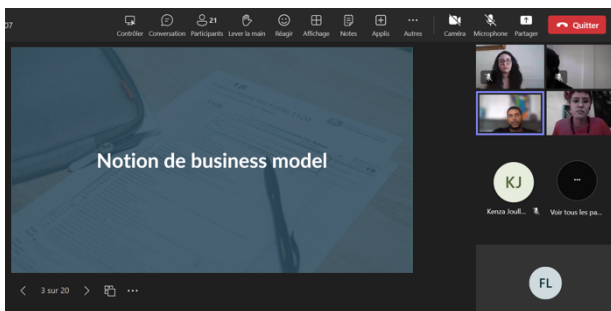 07
21
Contrôler Conversation Participants Lever la main Réagir Affichage Notes Applis Autres Caméra Microphone Partager Quitter
Notion de business model
KJ
Kenza Joull...
Voir tous les pa...
3 sur 20
FL